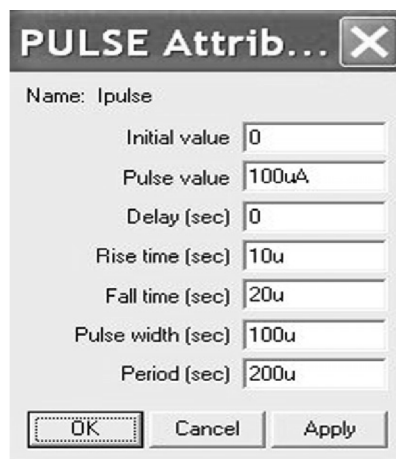 PULSE Attrib...
Name: Ipulse
Initial value 0
Pulse value 100uA
Delay (sec) 0
Rise time (sec) 10u
Fall time (sec) 20u
Pulse width (sec) 100u
Period (sec) 200u
OK Cancel Apply